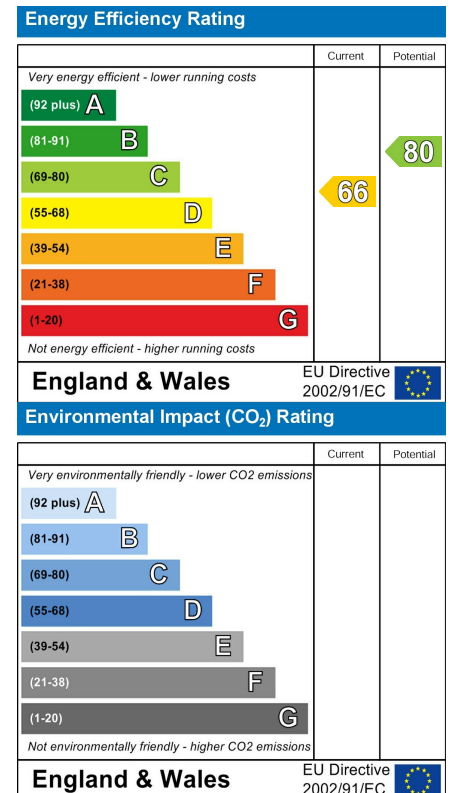 Energy Efficiency Rating
Current Potential
Very energy efficient - lower running costs
(92 plus) A
(81-91) B
80
(69-80) C
66
(55-68) D
(39-54) E
(21-38) F
(1-20) G
Not energy efficient - higher running costs
England & Wales
EU Directive
2002/91/EC
Environmental Impact (CO₂) Rating
Current Potential
Very environmentally friendly - lower CO2 emissions
(92 plus) A
(81-91) B
(69-80) C
(55-68) D
(39-54) E
(21-38) F
(1-20) G
Not environmentally friendly - higher CO2 emissions
England & Wales
EU Directive
2002/91/EC